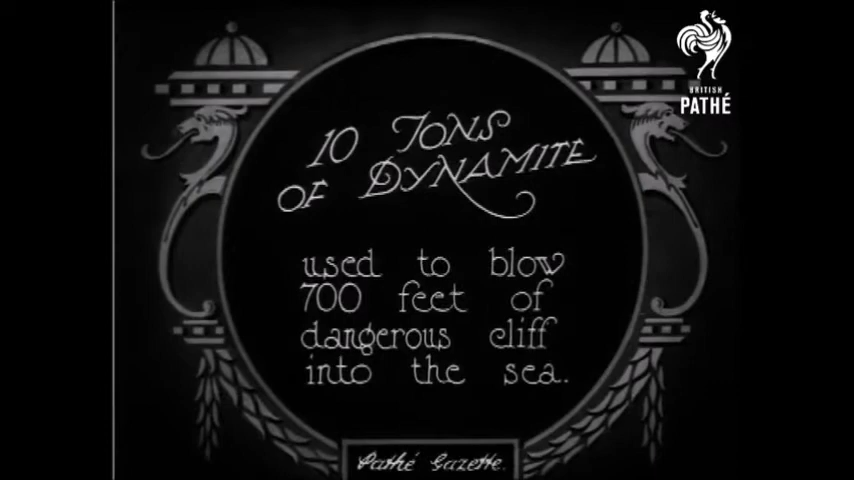 BRITISH
PATHÉ
10 TONS
OF DYNAMITE
used to blow
700 feet of
dangerous cliff
into the sea.
Pathé Gazette.